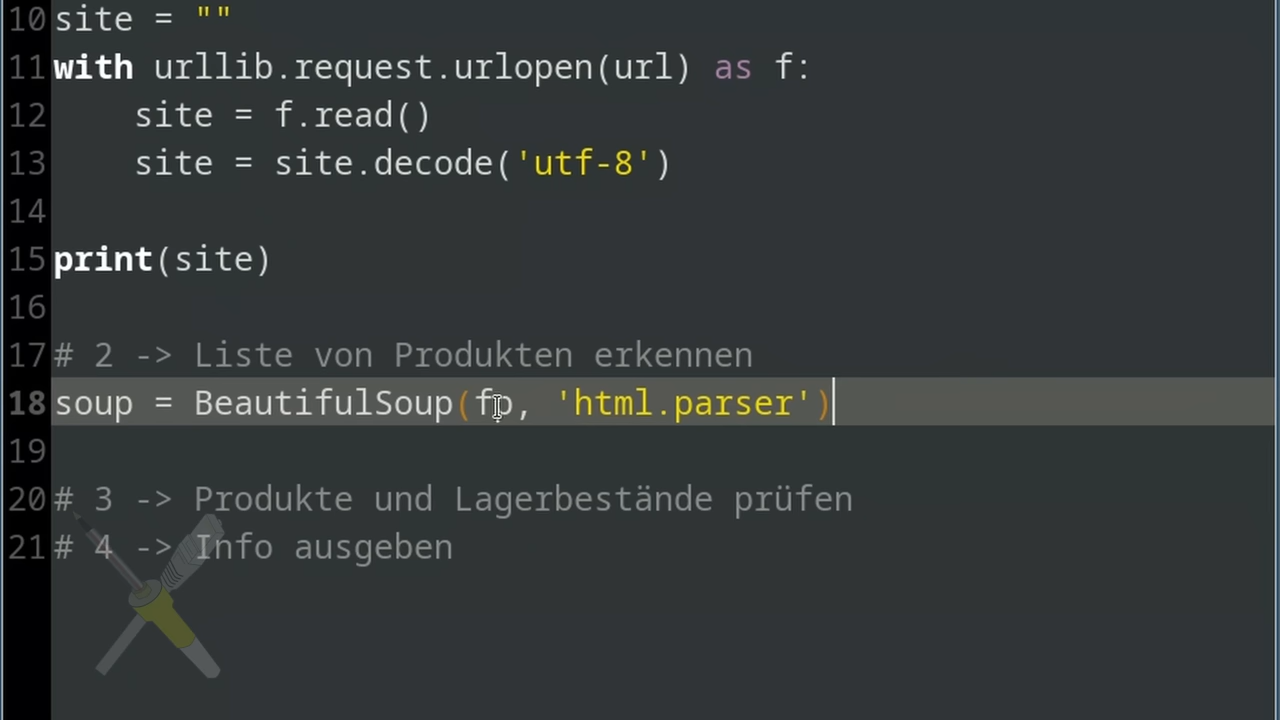 10 site = ""
11 with urllib.request.urlopen(url) as f:
12     site = f.read()
13     site = site.decode('utf-8')
14
15 print(site)
16
17 # 2 -> Liste von Produkten erkennen
18 soup = BeautifulSoup(fp, 'html.parser')
19
20 # 3 -> Produkte und Lagerbestände prüfen
21 # 4 -> Info ausgeben